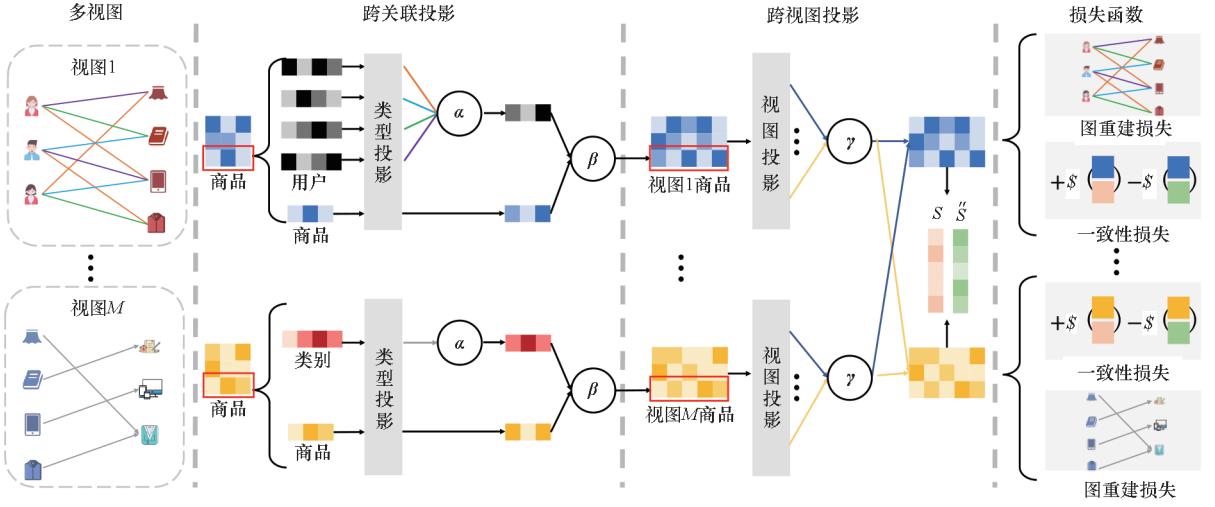 多视图
跨关联投影
跨视图投影
损失函数
视图1
商品
用户
商品
类型投影
α
β
视图1商品
视图投影
γ
S
S̈
图重建损失
+$ ( ) −$ ( )
一致性损失
视图M
商品
类别
商品
类型投影
α
β
视图M商品
视图投影
γ
+$ ( ) −$ ( )
一致性损失
图重建损失